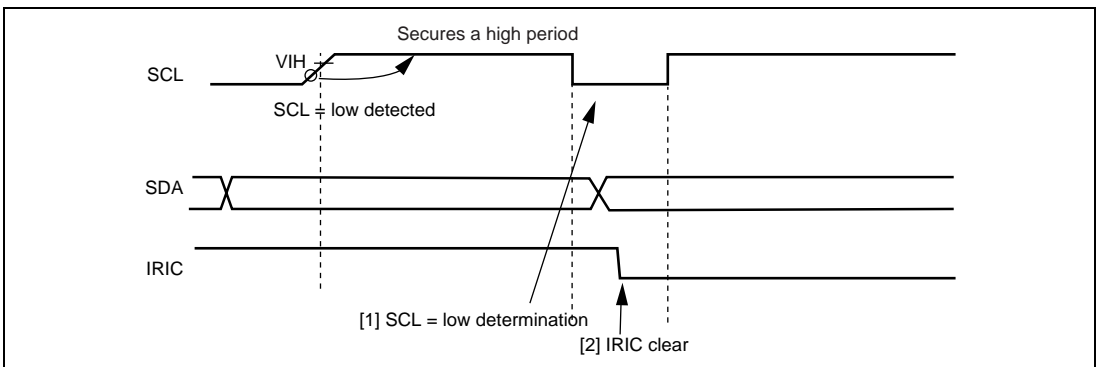 Secures a high period
VIH
SCL
SCL = low detected
SDA
IRIC
[1] SCL = low determination
[2] IRIC clear